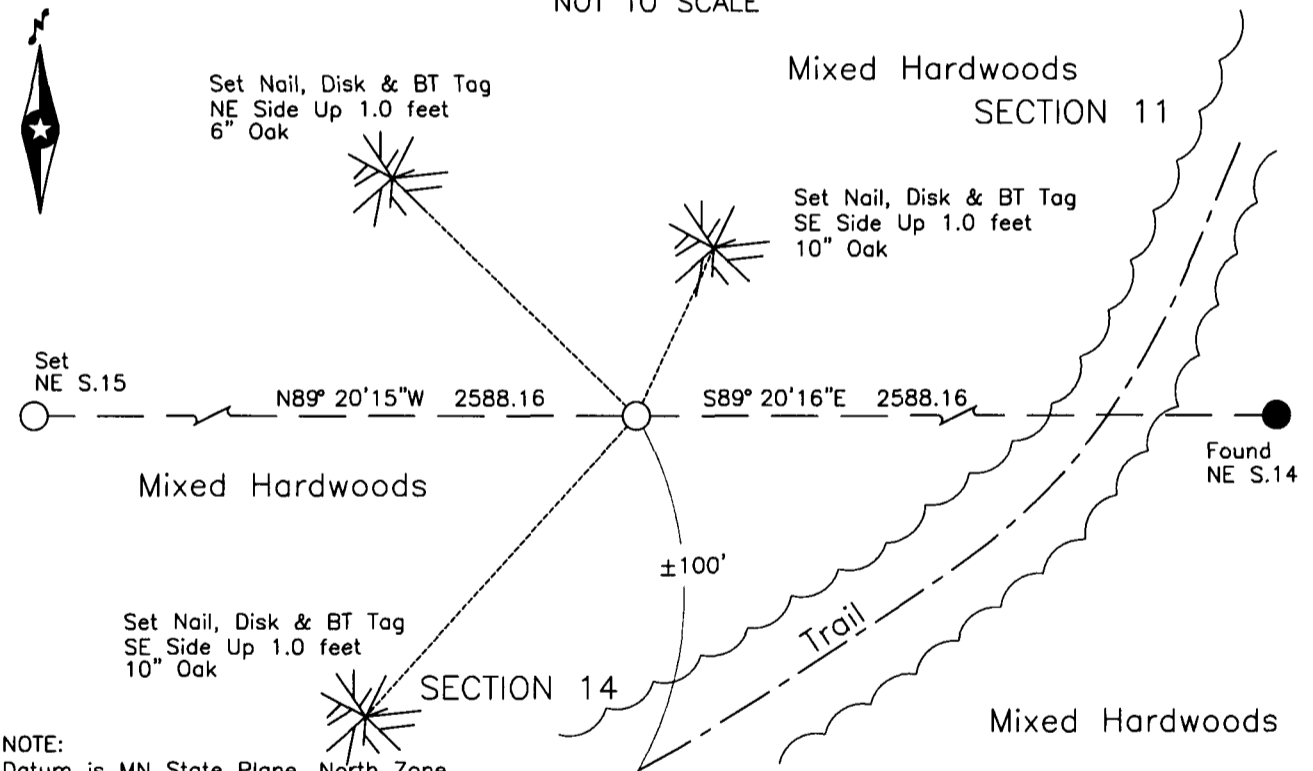 NOT TO SCALE
N
Mixed Hardwoods
SECTION 11
Set Nail, Disk & BT Tag
NE Side Up 1.0 feet
6" Oak
Set Nail, Disk & BT Tag
SE Side Up 1.0 feet
10" Oak
Set
NE S.15
N89° 20'15"W 2588.16
S89° 20'16"E 2588.16
Found
NE S.14
Mixed Hardwoods
±100'
Trail
Set Nail, Disk & BT Tag
SE Side Up 1.0 feet
10" Oak
SECTION 14
Mixed Hardwoods
NOTE:
Datum is MN State Plane, North Zone